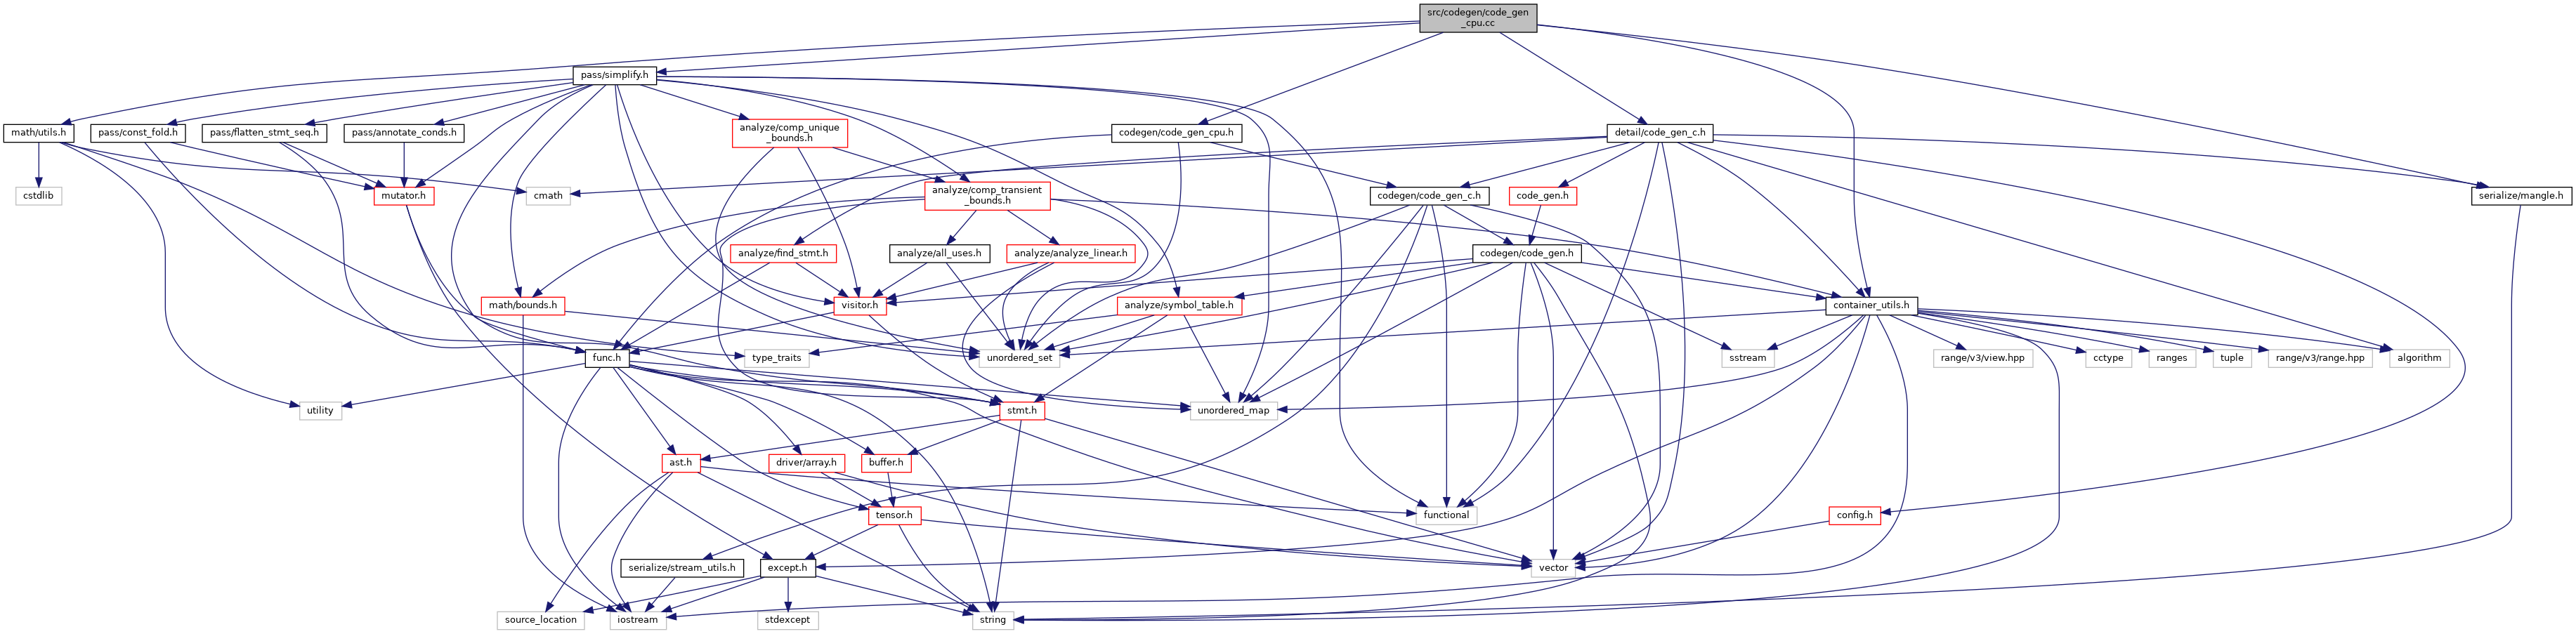 src/codegen/code_gen
_cpu.cc
pass/simplify.h
math/utils.h
pass/const_fold.h
pass/flatten_stmt_seq.h
pass/annotate_conds.h
analyze/comp_unique
_bounds.h
codegen/code_gen_cpu.h
detail/code_gen_c.h
cstdlib
mutator.h
cmath
analyze/comp_transient
_bounds.h
codegen/code_gen_c.h
code_gen.h
serialize/mangle.h
analyze/find_stmt.h
analyze/all_uses.h
analyze/analyze_linear.h
codegen/code_gen.h
math/bounds.h
visitor.h
analyze/symbol_table.h
container_utils.h
func.h
type_traits
unordered_set
sstream
range/v3/view.hpp
cctype
ranges
tuple
range/v3/range.hpp
algorithm
utility
stmt.h
unordered_map
ast.h
driver/array.h
buffer.h
tensor.h
functional
config.h
serialize/stream_utils.h
except.h
vector
source_location
iostream
stdexcept
string